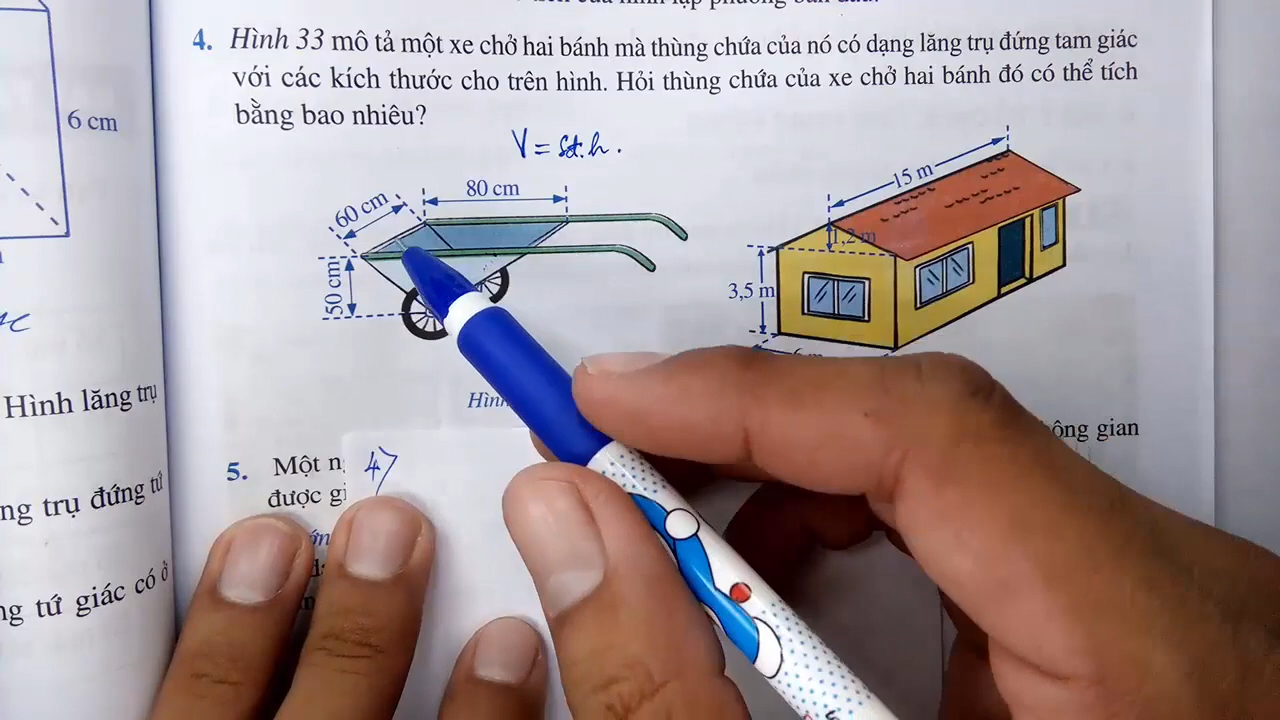 4. Hình 33 mô tả một xe chở hai bánh mà thùng chứa của nó có dạng lăng trụ đứng tam giác
với các kích thước cho trên hình. Hỏi thùng chứa của xe chở hai bánh đó có thể tích
bằng bao nhiêu?
6 cm
V = Sđ.h.
60 cm
80 cm
50 cm
15 m
1,2 m
3,5 m
Hình lăng trụ
ng trụ đứng tứ
ng tứ giác có
5. Một n
được gi
4)
ông gian